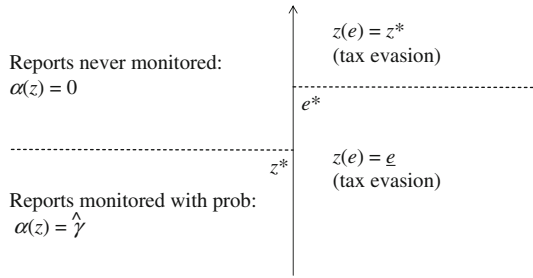 Reports never monitored:
α(z) = 0
z(e) = z*
(tax evasion)
e*
z*
z(e) = e̲
(tax evasion)
Reports monitored with prob:
α(z) = γ̂